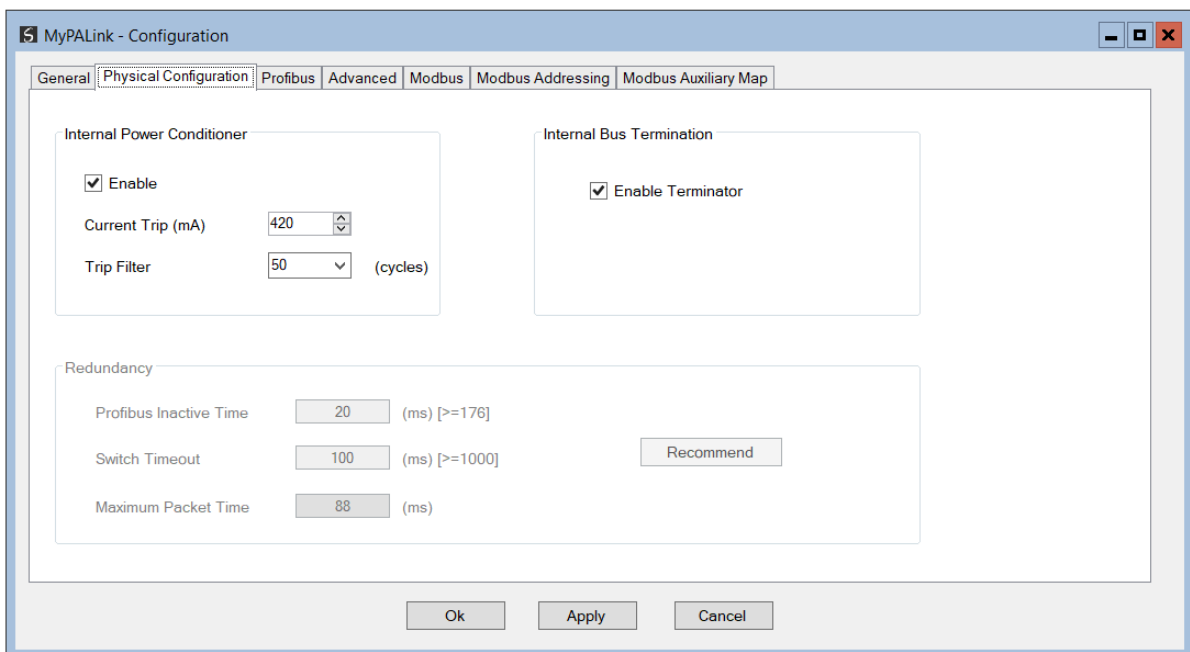 MyPALink - Configuration
General Physical Configuration Profibus Advanced Modbus Modbus Addressing Modbus Auxiliary Map
Internal Power Conditioner
Enable
Current Trip (mA) 420
Trip Filter 50 (cycles)
Internal Bus Termination
Enable Terminator
Redundancy
Profibus Inactive Time 20 (ms) [>=176]
Switch Timeout 100 (ms) [>=1000]
Recommend
Maximum Packet Time 88 (ms)
Ok Apply Cancel